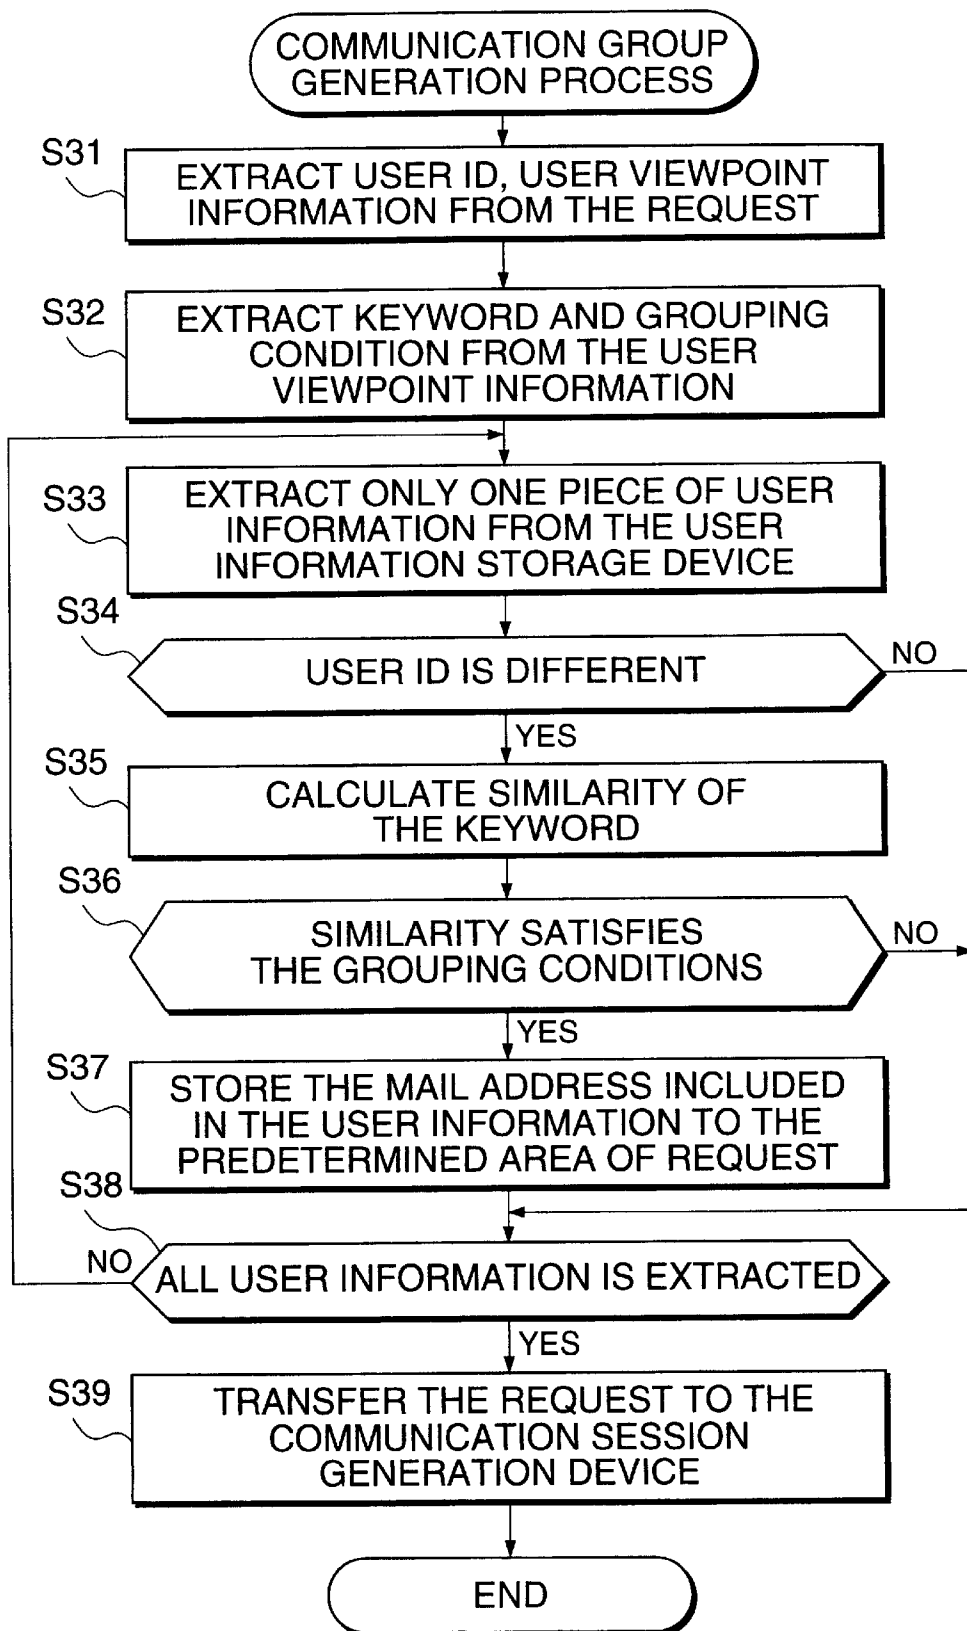 COMMUNICATION GROUP
GENERATION PROCESS
S31
EXTRACT USER ID, USER VIEWPOINT
INFORMATION FROM THE REQUEST
S32
EXTRACT KEYWORD AND GROUPING
CONDITION FROM THE USER
VIEWPOINT INFORMATION
S33
EXTRACT ONLY ONE PIECE OF USER
INFORMATION FROM THE USER
INFORMATION STORAGE DEVICE
S34
USER ID IS DIFFERENT
NO
YES
S35
CALCULATE SIMILARITY OF
THE KEYWORD
S36
SIMILARITY SATISFIES
THE GROUPING CONDITIONS
NO
YES
S37
STORE THE MAIL ADDRESS INCLUDED
IN THE USER INFORMATION TO THE
PREDETERMINED AREA OF REQUEST
S38
NO
ALL USER INFORMATION IS EXTRACTED
YES
S39
TRANSFER THE REQUEST TO THE
COMMUNICATION SESSION
GENERATION DEVICE
END